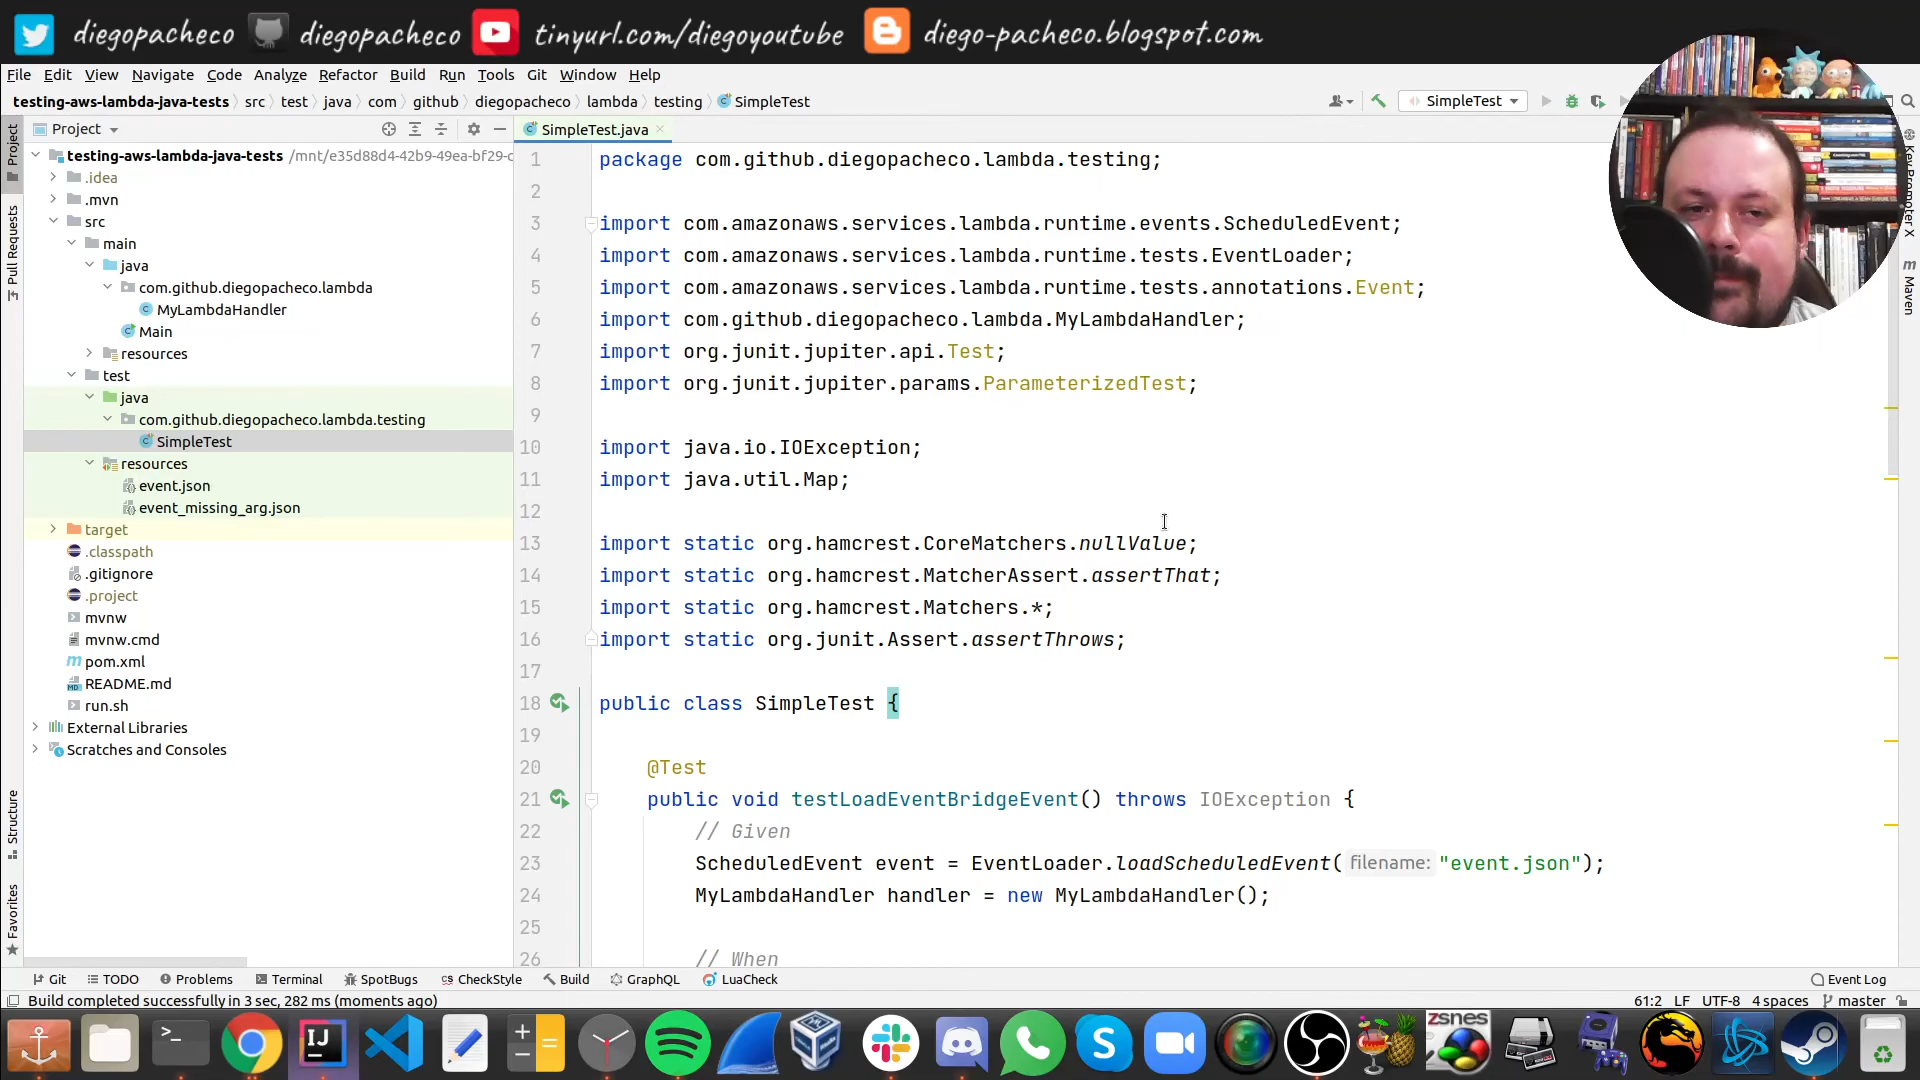 diegopacheco diegopacheco tinyurl.com/diegoyoutube diego-pacheco.blogspot.com
File Edit View Navigate Code Analyze Refactor Build Run Tools Git Window Help
testing-aws-lambda-java-tests src test java com github diegopacheco lambda testing SimpleTest
SimpleTest
Project
SimpleTest.java
Project
Pull Requests
Structure
Favorites
testing-aws-lambda-java-tests /mnt/e35d88d4-42b9-49ea-bf29-c
.idea
.mvn
src
main
java
com.github.diegopacheco.lambda
MyLambdaHandler
Main
resources
test
java
com.github.diegopacheco.lambda.testing
SimpleTest
resources
event.json
event_missing_arg.json
target
.classpath
.gitignore
.project
mvnw
mvnw.cmd
pom.xml
README.md
run.sh
External Libraries
Scratches and Consoles
1 package com.github.diegopacheco.lambda.testing;
2
3 import com.amazonaws.services.lambda.runtime.events.ScheduledEvent;
4 import com.amazonaws.services.lambda.runtime.tests.EventLoader;
5 import com.amazonaws.services.lambda.runtime.tests.annotations.Event;
6 import com.github.diegopacheco.lambda.MyLambdaHandler;
7 import org.junit.jupiter.api.Test;
8 import org.junit.jupiter.params.ParameterizedTest;
9
10 import java.io.IOException;
11 import java.util.Map;
12
13 import static org.hamcrest.CoreMatchers.nullValue;
14 import static org.hamcrest.MatcherAssert.assertThat;
15 import static org.hamcrest.Matchers.*;
16 import static org.junit.Assert.assertThrows;
17
18 public class SimpleTest {
19
20 @Test
21 public void testLoadEventBridgeEvent() throws IOException {
22 // Given
23 ScheduledEvent event = EventLoader.loadScheduledEvent( filename: "event.json");
24 MyLambdaHandler handler = new MyLambdaHandler();
25
26 // When
Key Promoter X
Maven
Git TODO Problems Terminal SpotBugs CheckStyle Build GraphQL LuaCheck Event Log
Build completed successfully in 3 sec, 282 ms (moments ago) 61:2 LF UTF-8 4 spaces master
zsnes